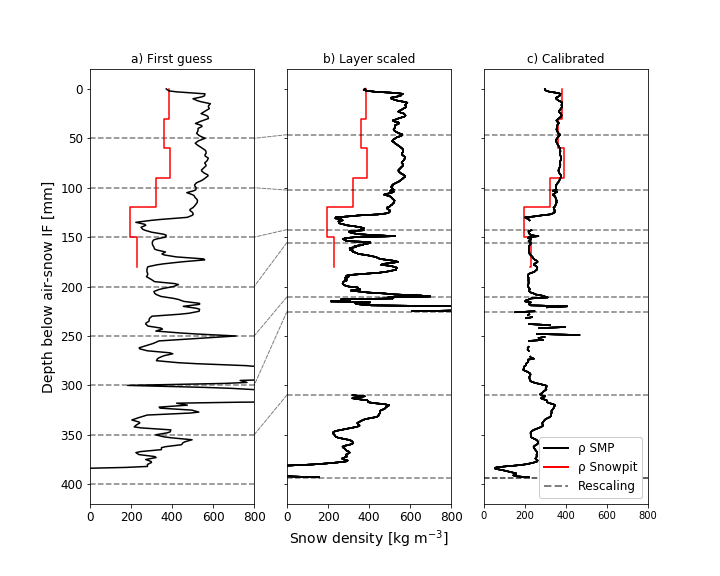 a) First guess
b) Layer scaled
c) Calibrated
Depth below air-snow IF [mm]
0
50
100
150
200
250
300
350
400
0 200 400 600 800
0 200 400 600 800
0 200 400 600 800
Snow density [kg m⁻³]
ρ SMP
ρ Snowpit
Rescaling